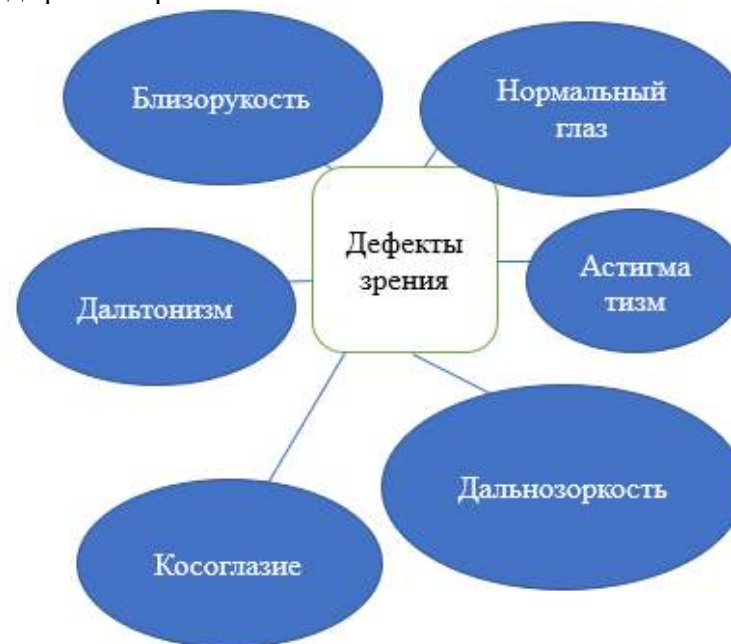 Близорукость
Нормальный
глаз
Дефекты
зрения
Астигма
тизм
Дальтонизм
Дальнозоркость
Косоглазие